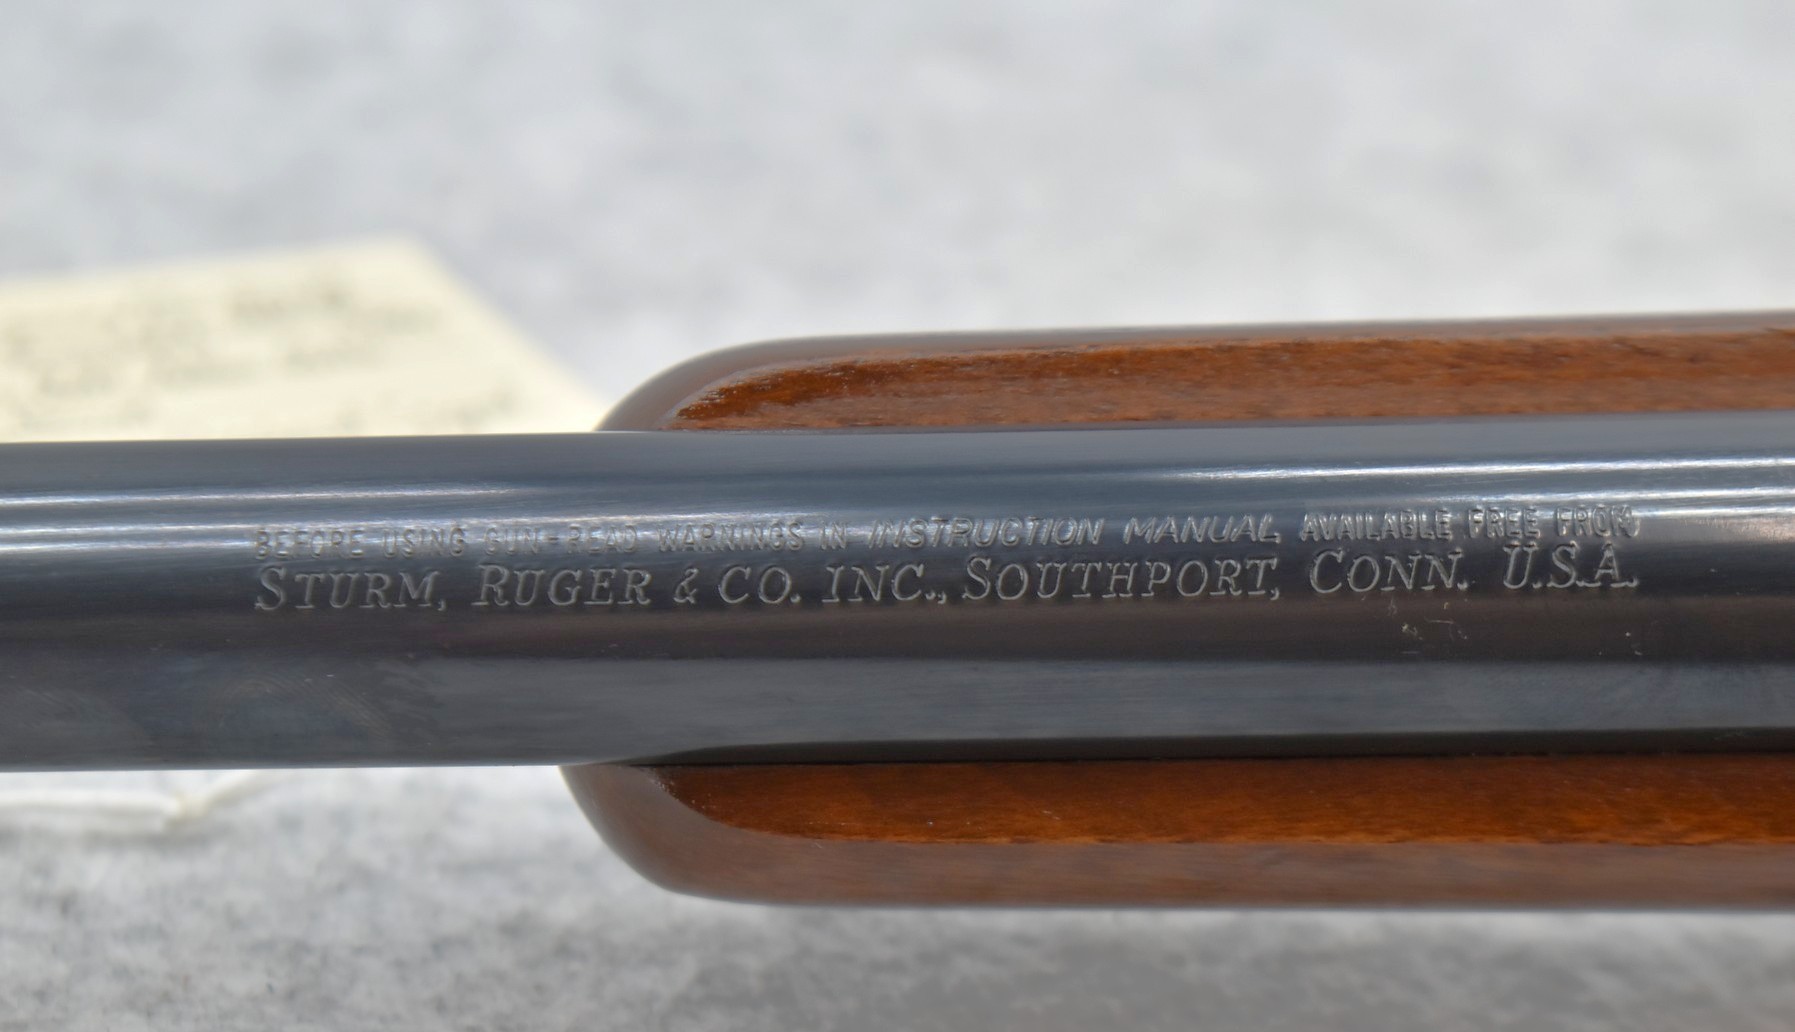 BEFORE USING GUN-READ WARNINGS IN INSTRUCTION MANUAL AVAILABLE FREE FROM
STURM, RUGER & CO. INC., SOUTHPORT, CONN. U.S.A.